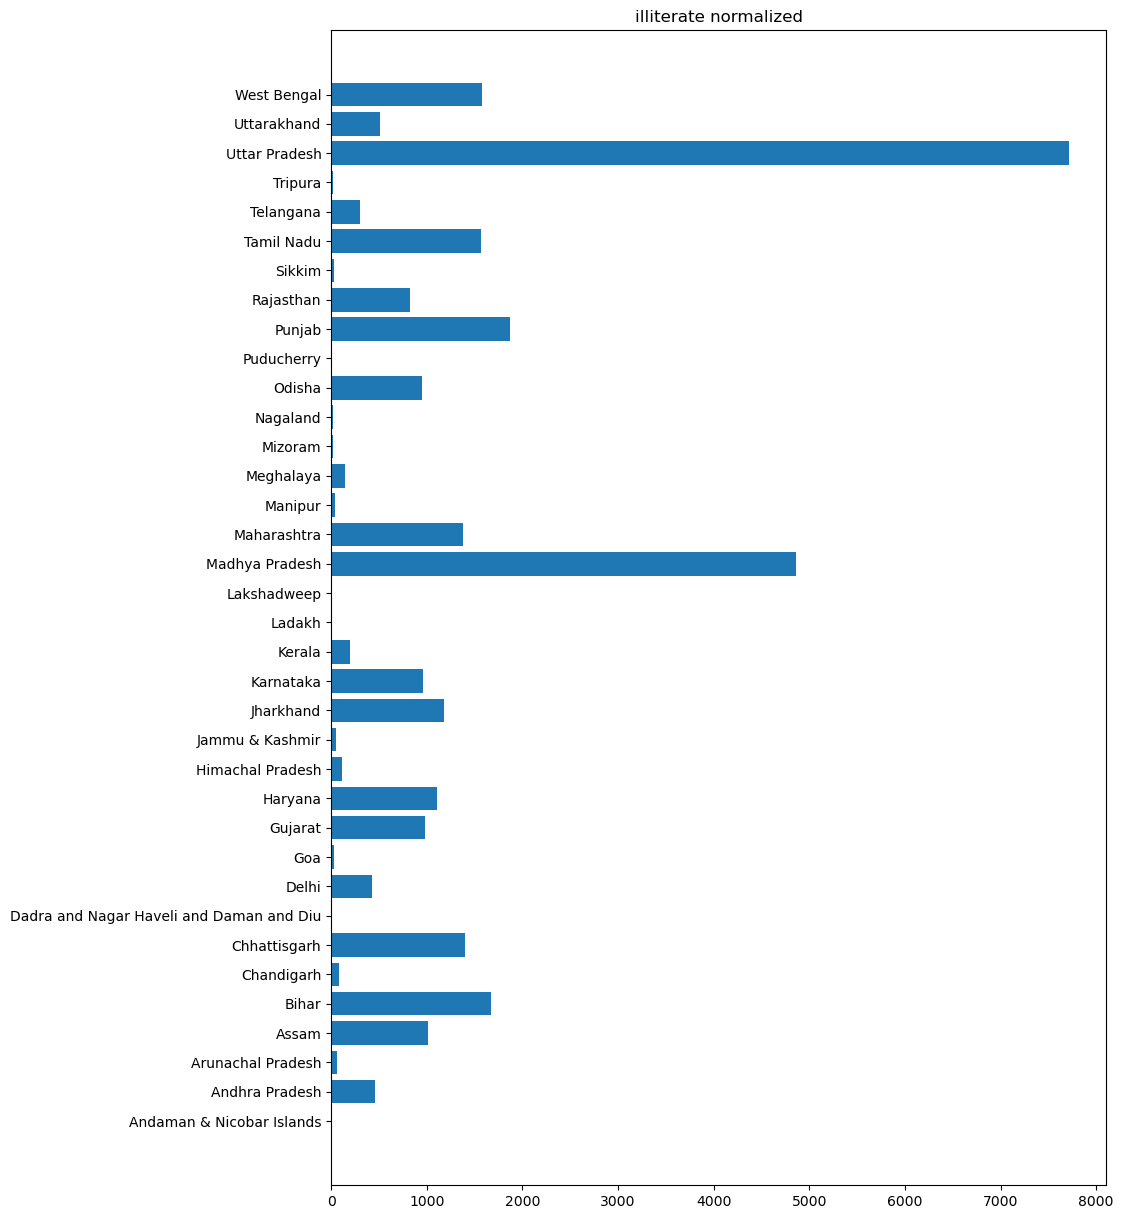 illiterate normalized
West Bengal
Uttarakhand
Uttar Pradesh
Tripura
Telangana
Tamil Nadu
Sikkim
Rajasthan
Punjab
Puducherry
Odisha
Nagaland
Mizoram
Meghalaya
Manipur
Maharashtra
Madhya Pradesh
Lakshadweep
Ladakh
Kerala
Karnataka
Jharkhand
Jammu & Kashmir
Himachal Pradesh
Haryana
Gujarat
Goa
Delhi
Dadra and Nagar Haveli and Daman and Diu
Chhattisgarh
Chandigarh
Bihar
Assam
Arunachal Pradesh
Andhra Pradesh
Andaman & Nicobar Islands
0 1000 2000 3000 4000 5000 6000 7000 8000